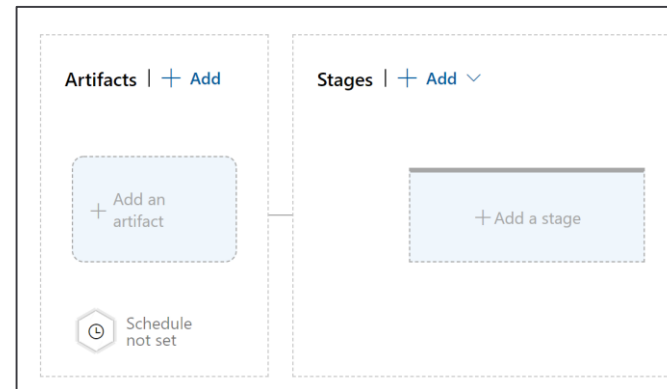 Artifacts | + Add
Stages | + Add
+ Add an
artifact
+ Add a stage
Schedule
not set